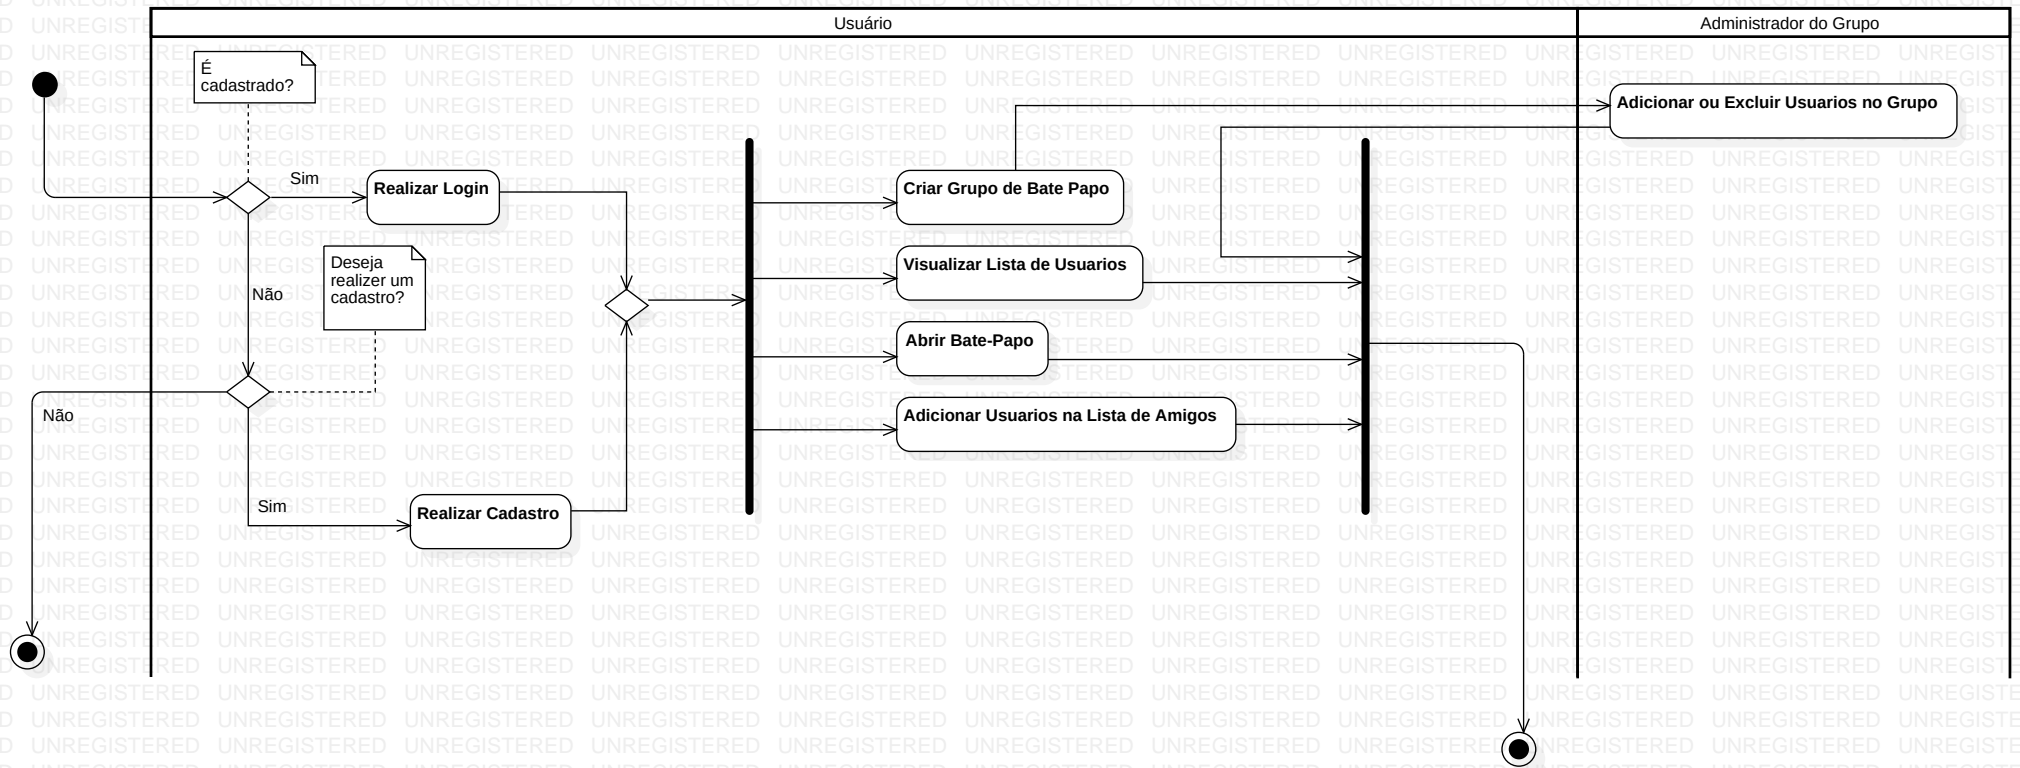 Usuário
Administrador do Grupo
É
cadastrado?
Adicionar ou Excluir Usuarios no Grupo
Sim
Realizar Login
Criar Grupo de Bate Papo
Deseja
realizer um
cadastro?
Visualizar Lista de Usuarios
Não
Abrir Bate-Papo
Não
Adicionar Usuarios na Lista de Amigos
Sim
Realizar Cadastro
UNREGISTERED